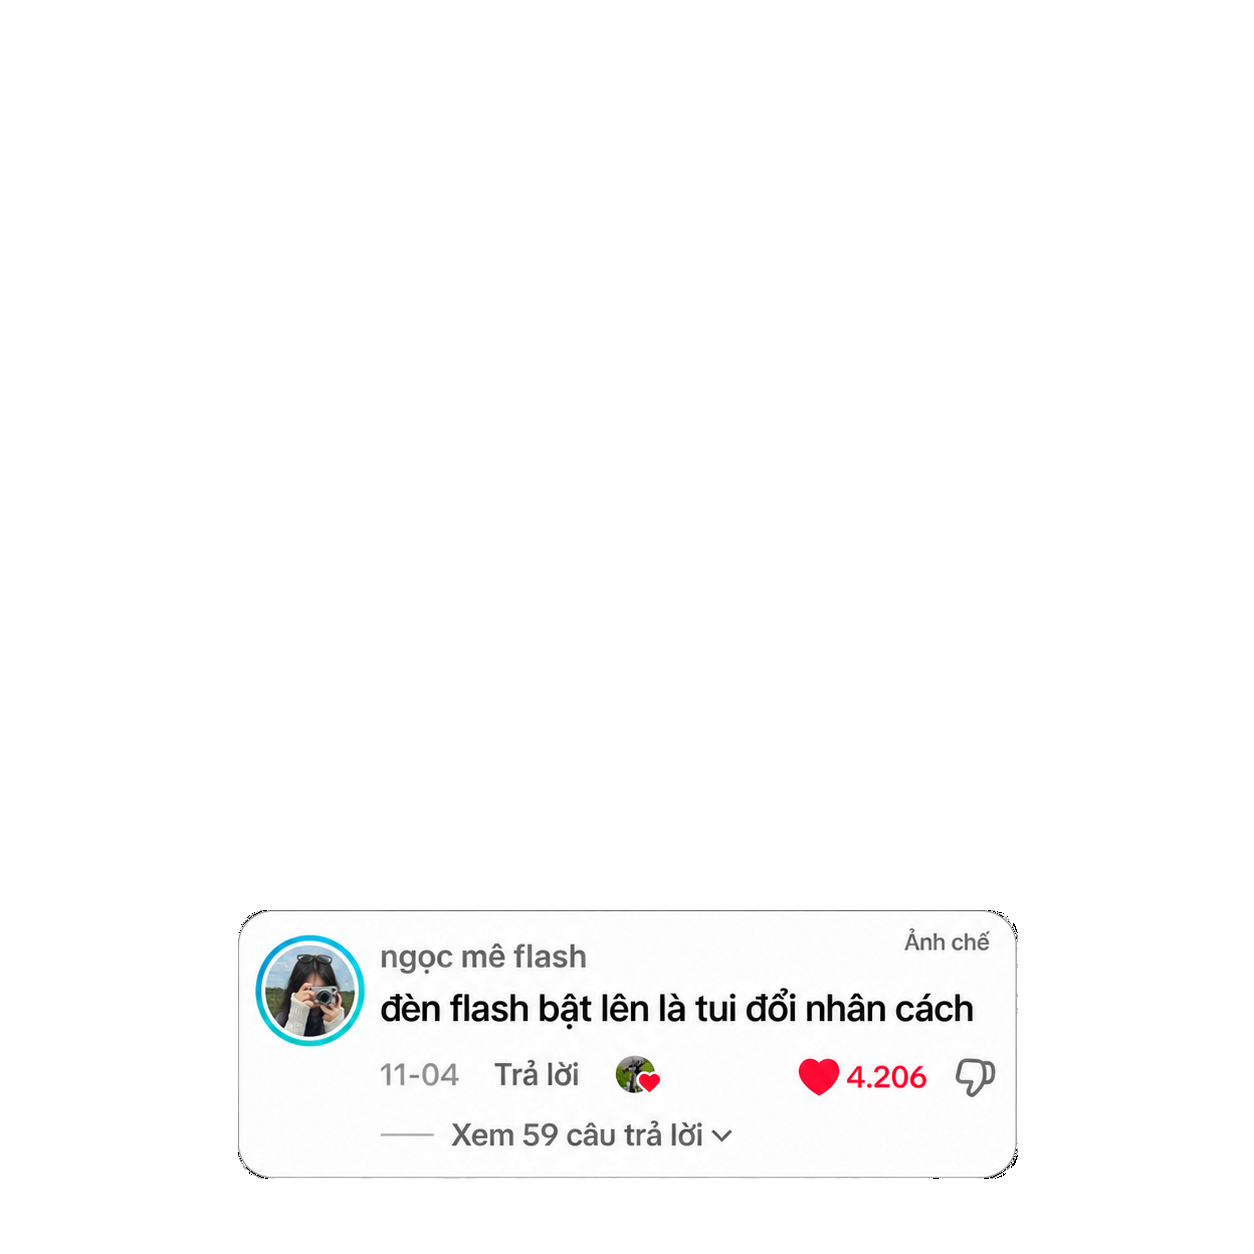 Ảnh chế
ngọc mê flash
đèn flash bật lên là tui đổi nhân cách
11-04 Trả lời 4.206
Xem 59 câu trả lời